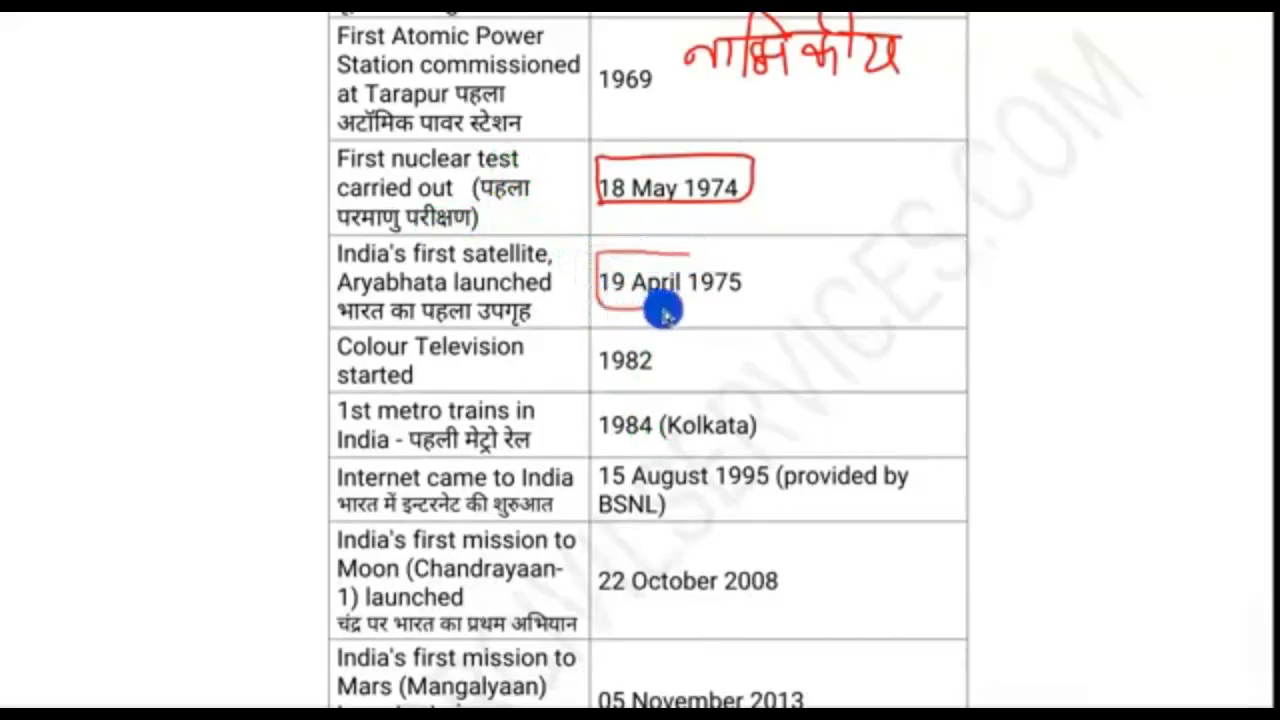 First Atomic Power
Station commissioned
at Tarapur पहला
अटॉमिक पावर स्टेशन
1969
नाभिकीय
First nuclear test
carried out (पहला
परमाणु परीक्षण)
18 May 1974
India's first satellite,
Aryabhata launched
भारत का पहला उपगृह
19 April 1975
Colour Television
started
1982
1st metro trains in
India - पहली मेट्रो रेल
1984 (Kolkata)
Internet came to India
भारत में इन्टरनेट की शुरुआत
15 August 1995 (provided by
BSNL)
India's first mission to
Moon (Chandrayaan-
1) launched
चंद्र पर भारत का प्रथम अभियान
22 October 2008
India's first mission to
Mars (Mangalyaan)
05 November 2013